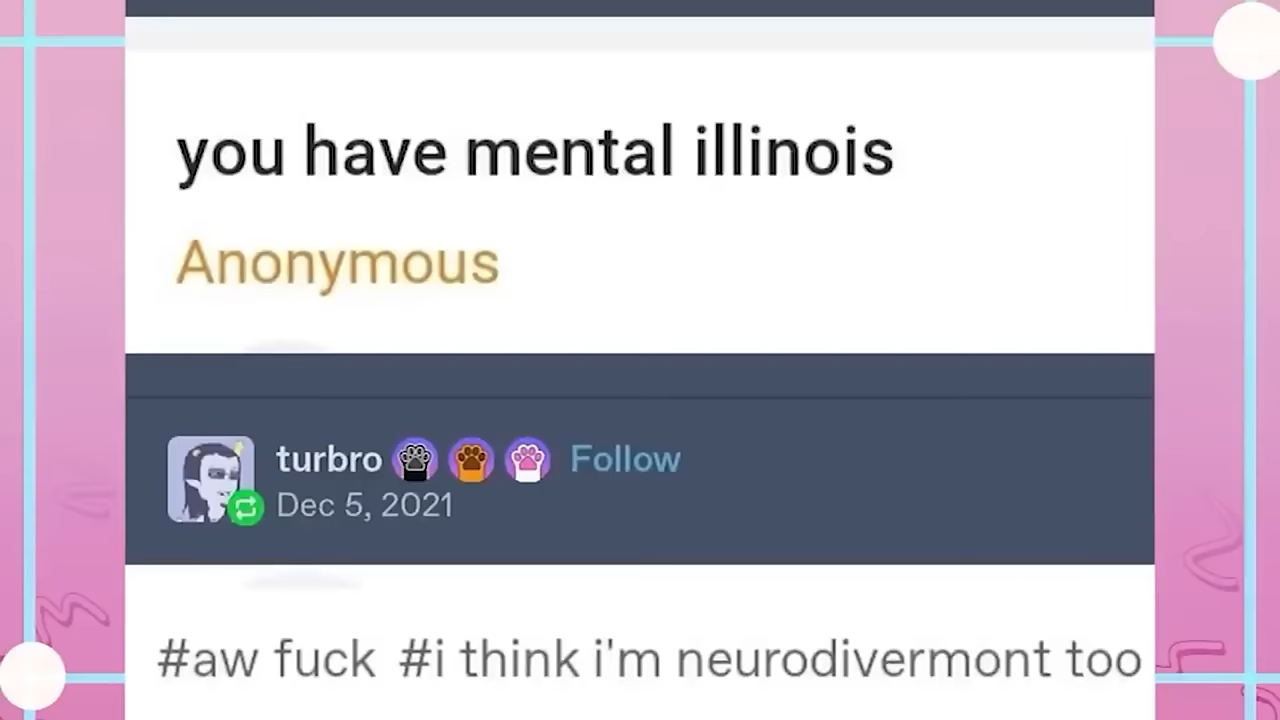 you have mental illinois
Anonymous
turbro Follow
Dec 5, 2021
#aw fuck #i think i'm neurodivermont too